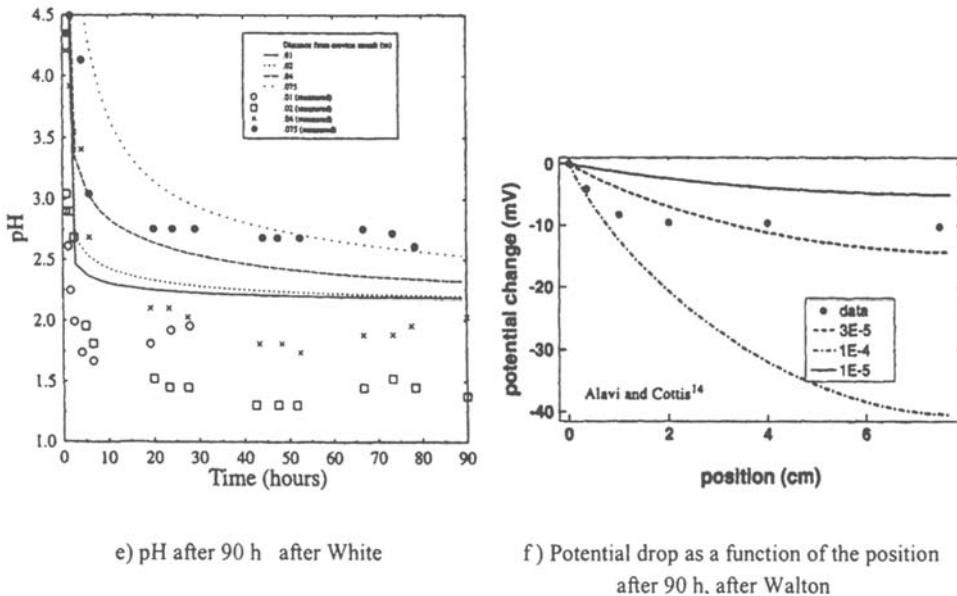 4.5
4.0
3.5
3.0
2.5
2.0
1.5
1.0
pH
0
10
20
30
40
50
60
70
80
90
Time (hours)
Distance from crevice mouth (m)
.01
.02
.04
.075
.01 (measured)
.02 (measured)
.04 (measured)
.075 (measured)
e) pH after 90 h after White
0
-10
-20
-30
-40
potential change (mV)
0
2
4
6
position (cm)
data
3E-5
1E-4
1E-5
Alavi and Cottis14
f ) Potential drop as a function of the position
after 90 h, after Walton